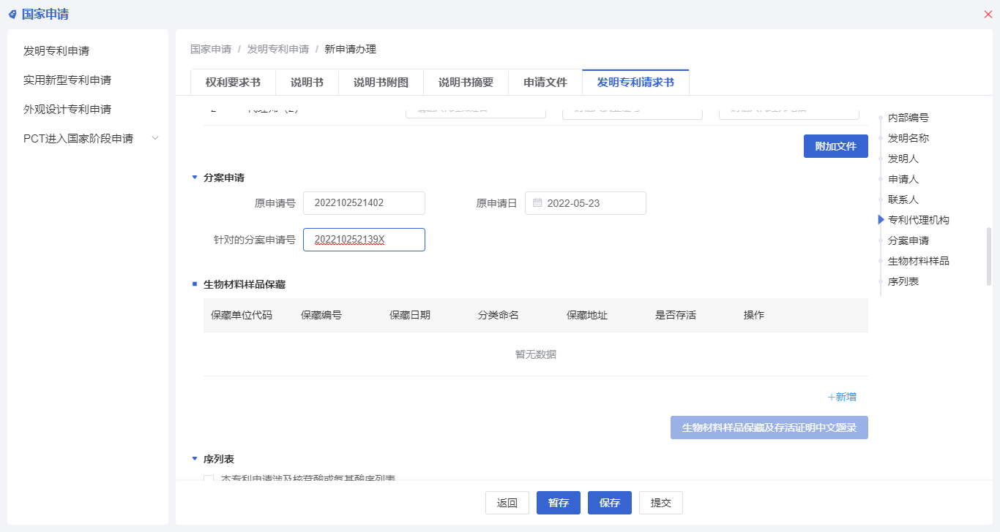 国家申请
发明专利申请
实用新型专利申请
外观设计专利申请
PCT进入国家阶段申请
国家申请 / 发明专利申请 / 新申请办理
权利要求书 说明书 说明书附图 说明书摘要 申请文件 发明专利请求书
附加文件
分案申请
原申请号 2022102521402 原申请日 2022-05-23
针对的分案申请号 202210252139X
生物材料样品保藏
保藏单位代码 保藏编号 保藏日期 分类命名 保藏地址 是否存活 操作
暂无数据
+新增
生物材料样品保藏及存活证明中文题录
序列表
本专利申请涉及核苷酸或氨基酸序列表
返回 暂存 保存 提交
内部编号
发明名称
发明人
申请人
联系人
专利代理机构
分案申请
生物材料样品
序列表